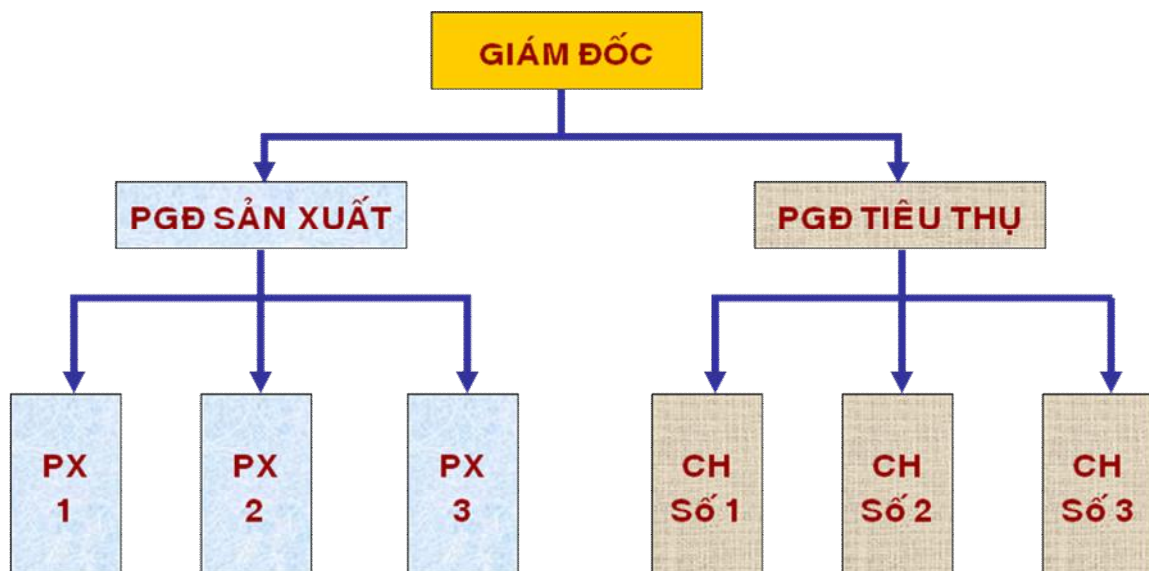 GIÁM ĐỐC
PGĐ SẢN XUẤT
PGĐ TIÊU THỤ
PX
1
PX
2
PX
3
CH
Số 1
CH
Số 2
CH
Số 3